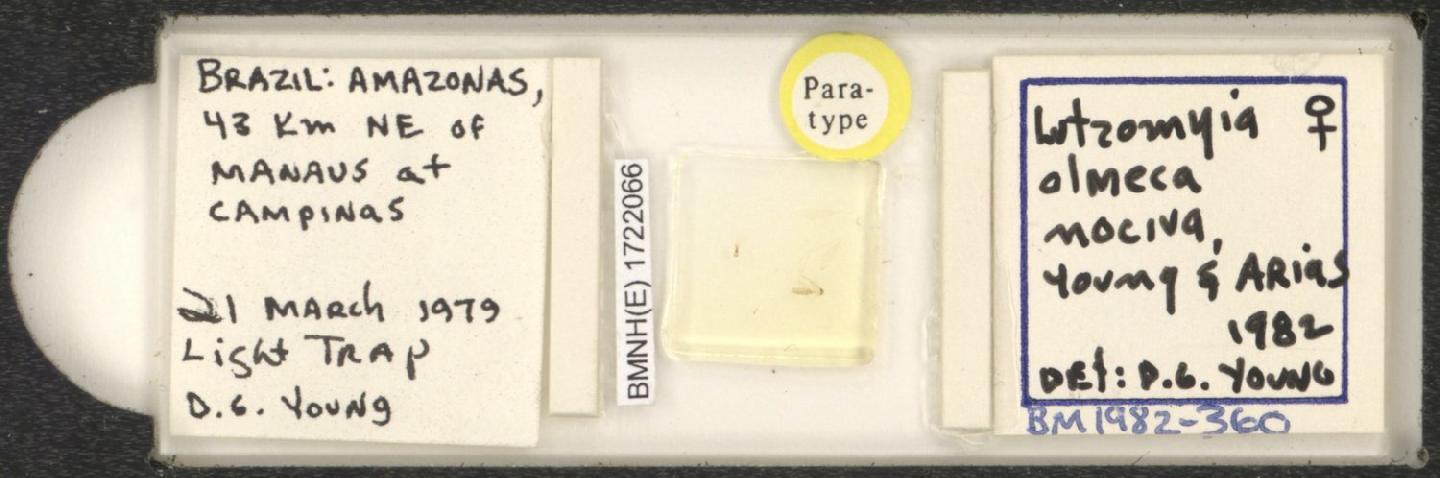 BRAZIL: AMAZONAS,
43 Km NE of
MANAUS at
CAMPINAS
21 MARch 1979
Light TRAP
D.G. YOUNG
BMNH(E) 1722066
Para-
type
Lutzomyia ♀
olmeca
nociva,
Young & ARias
1982
DEt: D.G. YOUNG
BM1982-360